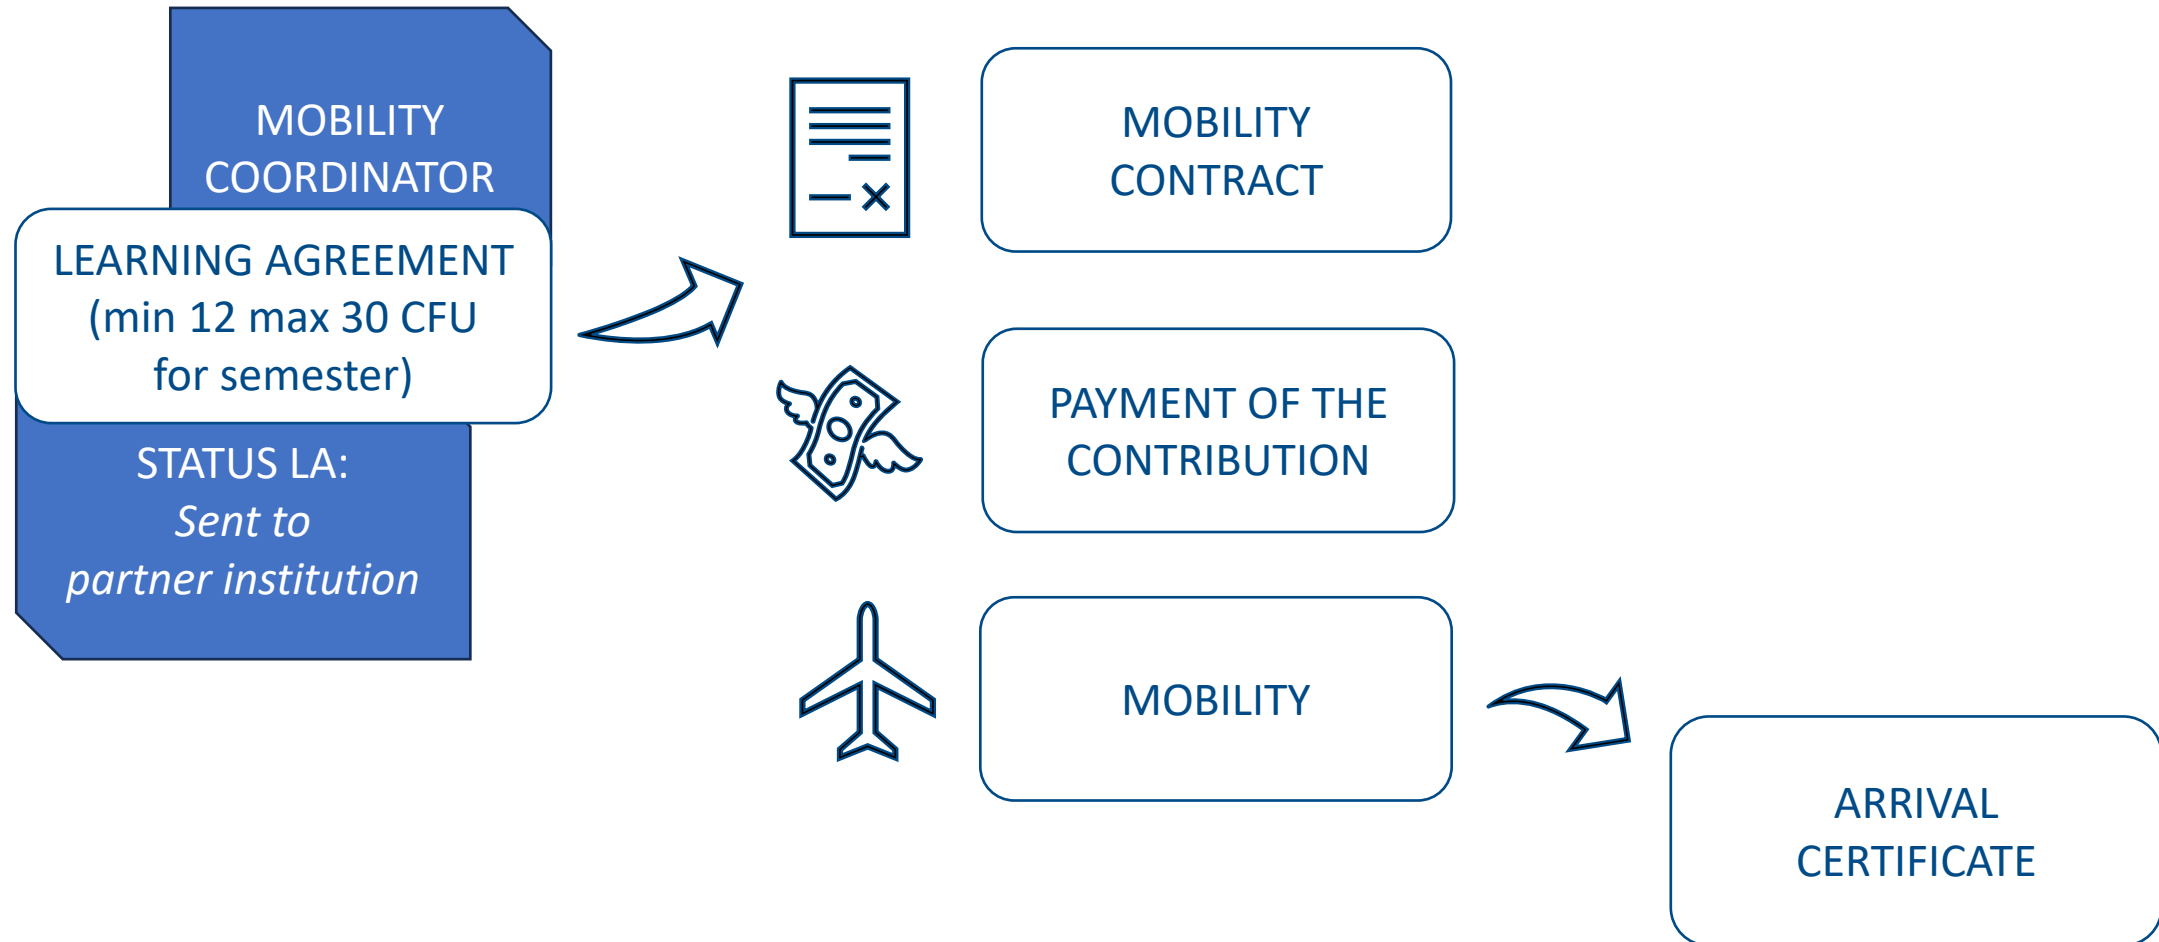 MOBILITY
COORDINATOR
LEARNING AGREEMENT
(min 12 max 30 CFU
for semester)
STATUS LA:
Sent to
partner institution
MOBILITY
CONTRACT
PAYMENT OF THE
CONTRIBUTION
MOBILITY
ARRIVAL
CERTIFICATE